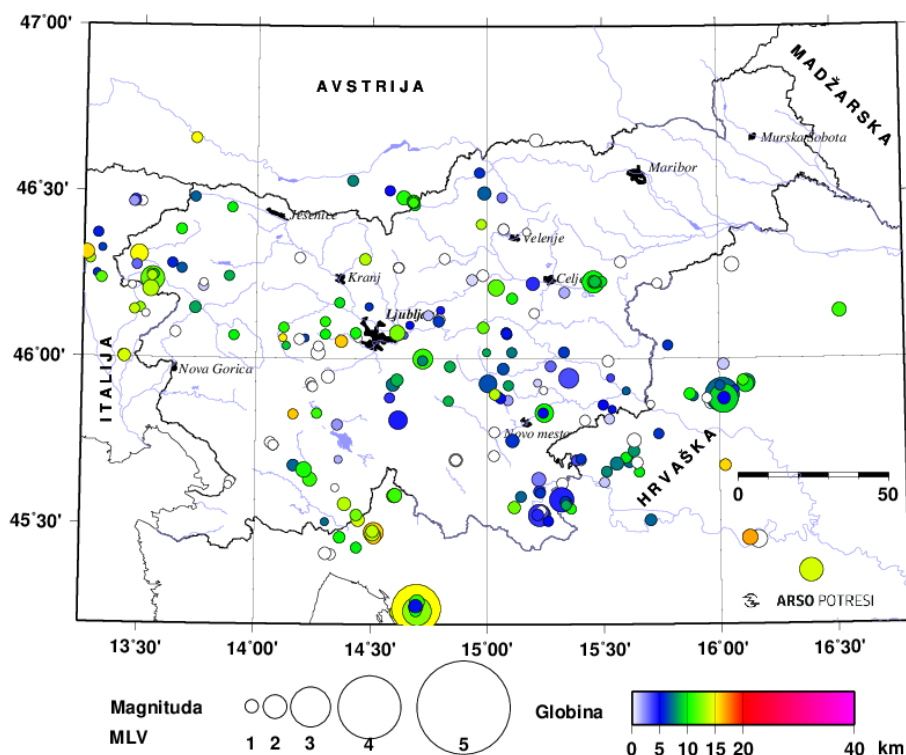 47°00'
AVSTRIJA
MADŽARSKA
Murska Sobota
Maribor
46°30'
Jesenice
Velenje
Kranj
Celje
Ljubljana
46°00'
ITALIJA
Nova Gorica
Novo mesto
HRVAŠKA
0 50
45°30'
ARSO POTRESI
13°30' 14°00' 14°30' 15°00' 15°30' 16°00' 16°30'
Magnituda
MLV
1 2 3 4 5
Globina
0 5 10 15 20 40 km